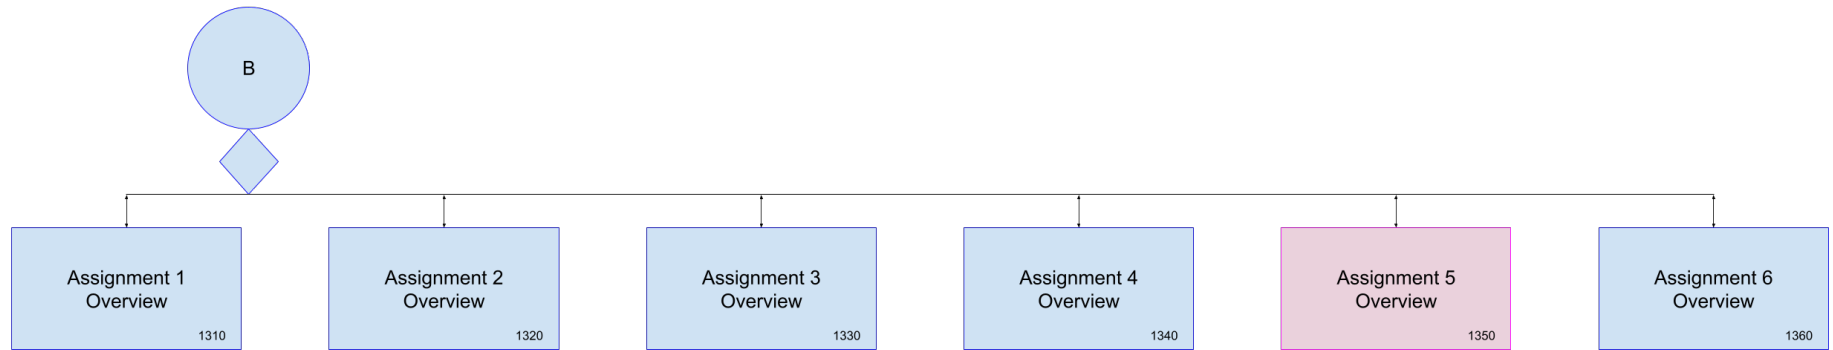 B
Assignment 1
Overview
1310
Assignment 2
Overview
1320
Assignment 3
Overview
1330
Assignment 4
Overview
1340
Assignment 5
Overview
1350
Assignment 6
Overview
1360